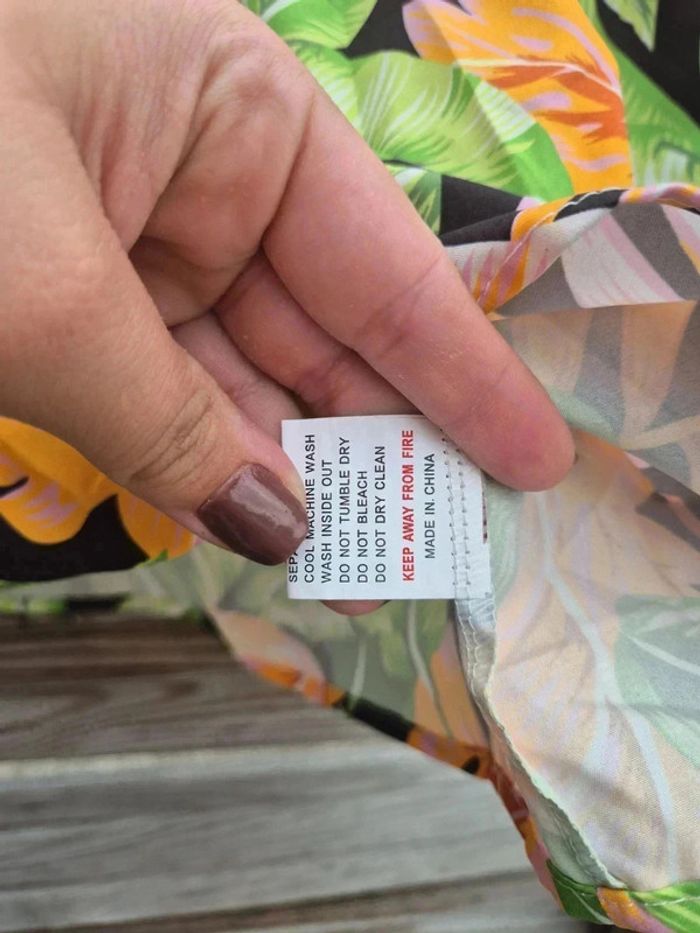 COOL MACHINE WASH
WASH INSIDE OUT
DO NOT TUMBLE DRY
DO NOT BLEACH
DO NOT DRY CLEAN
KEEP AWAY FROM FIRE
MADE IN CHINA